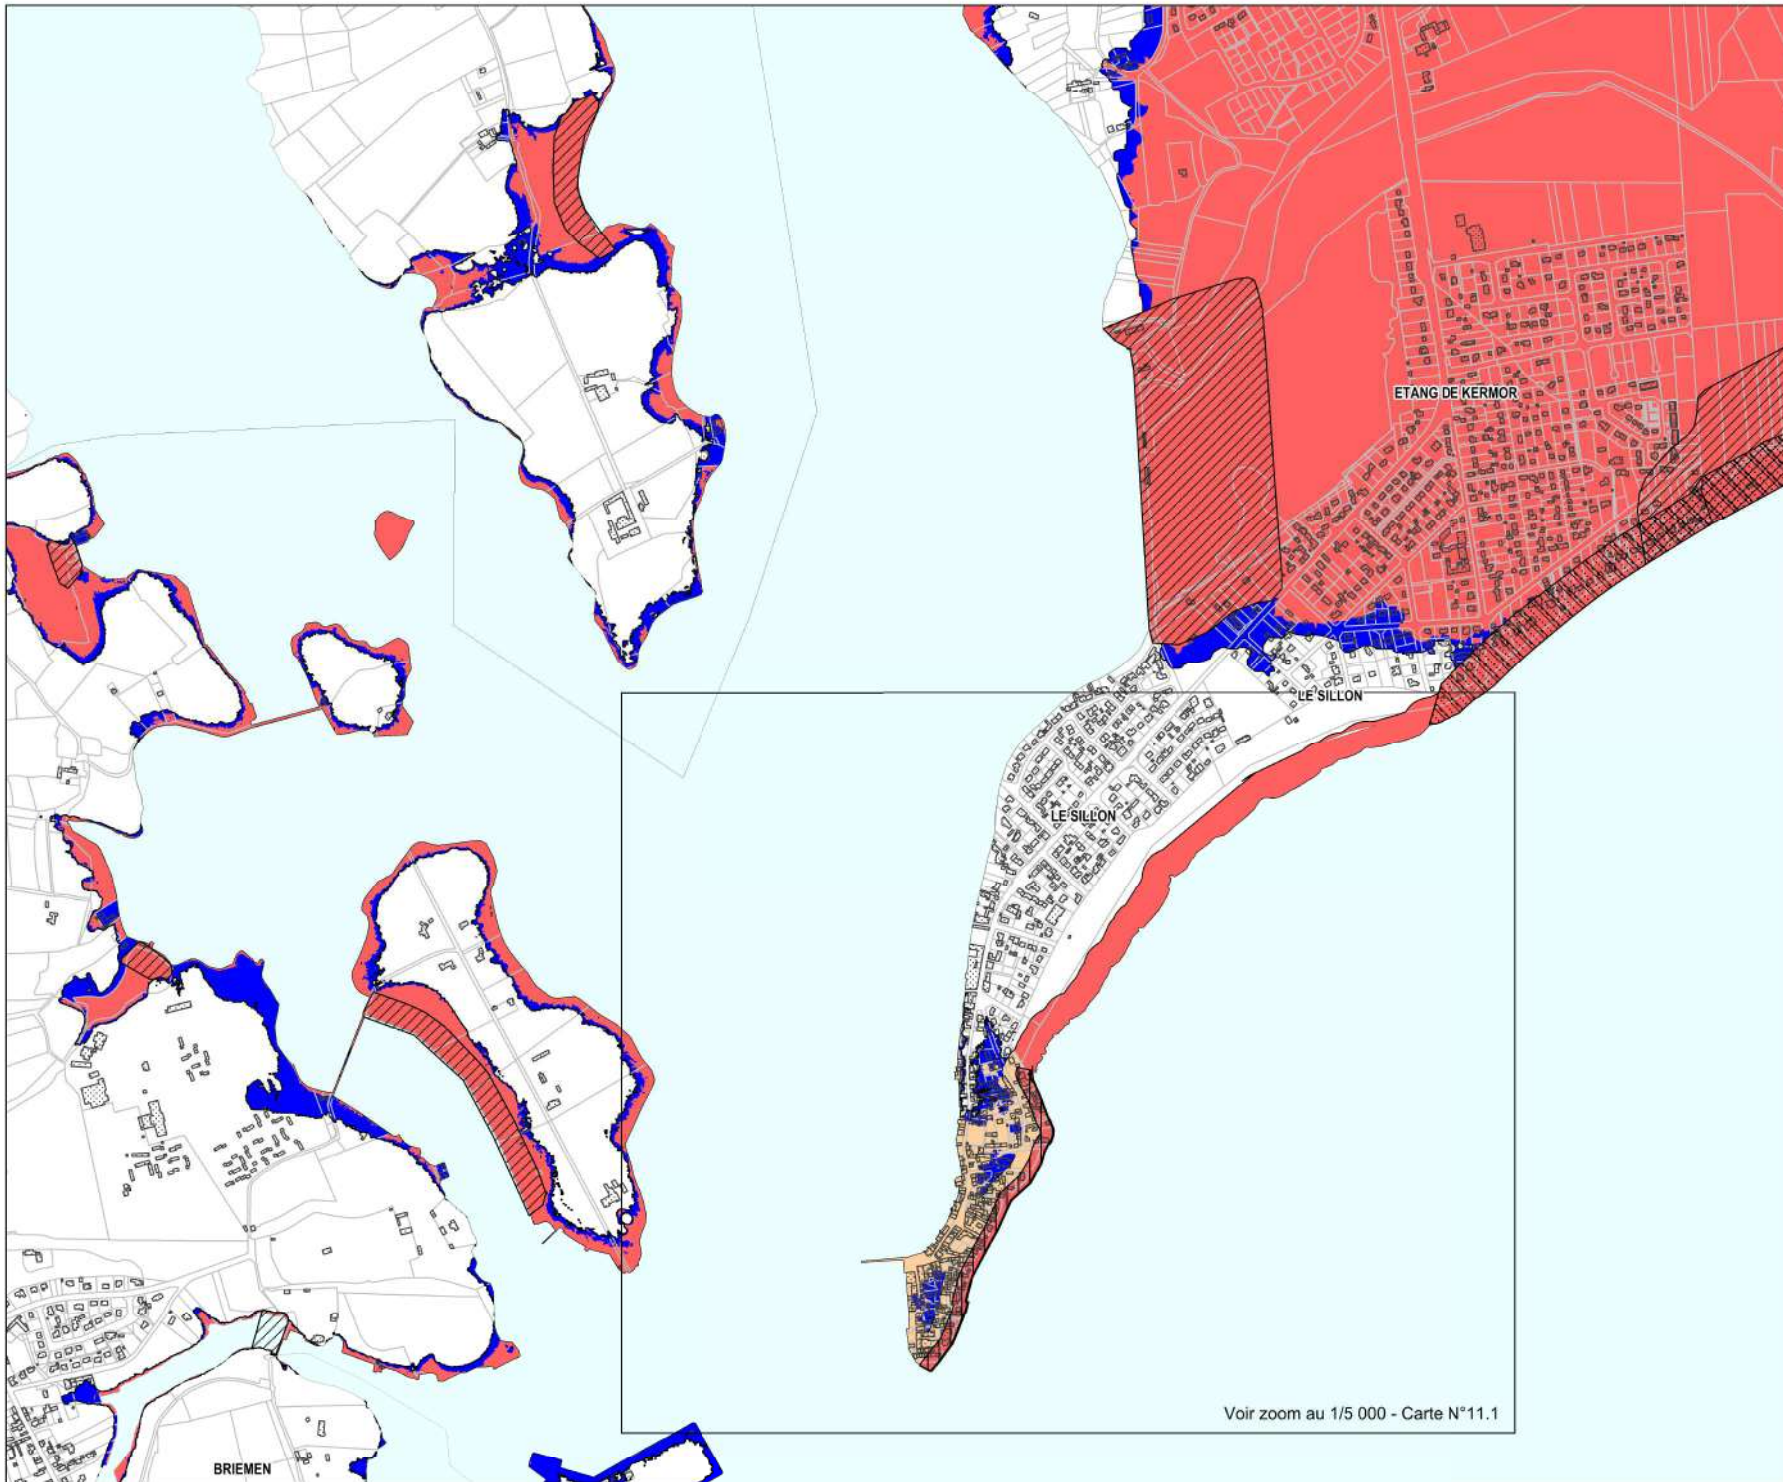 ETANG DE KERMOR
LE SILLON
LE SILLON
Voir zoom au 1/5 000 - Carte N°11.1
BRIEMEN